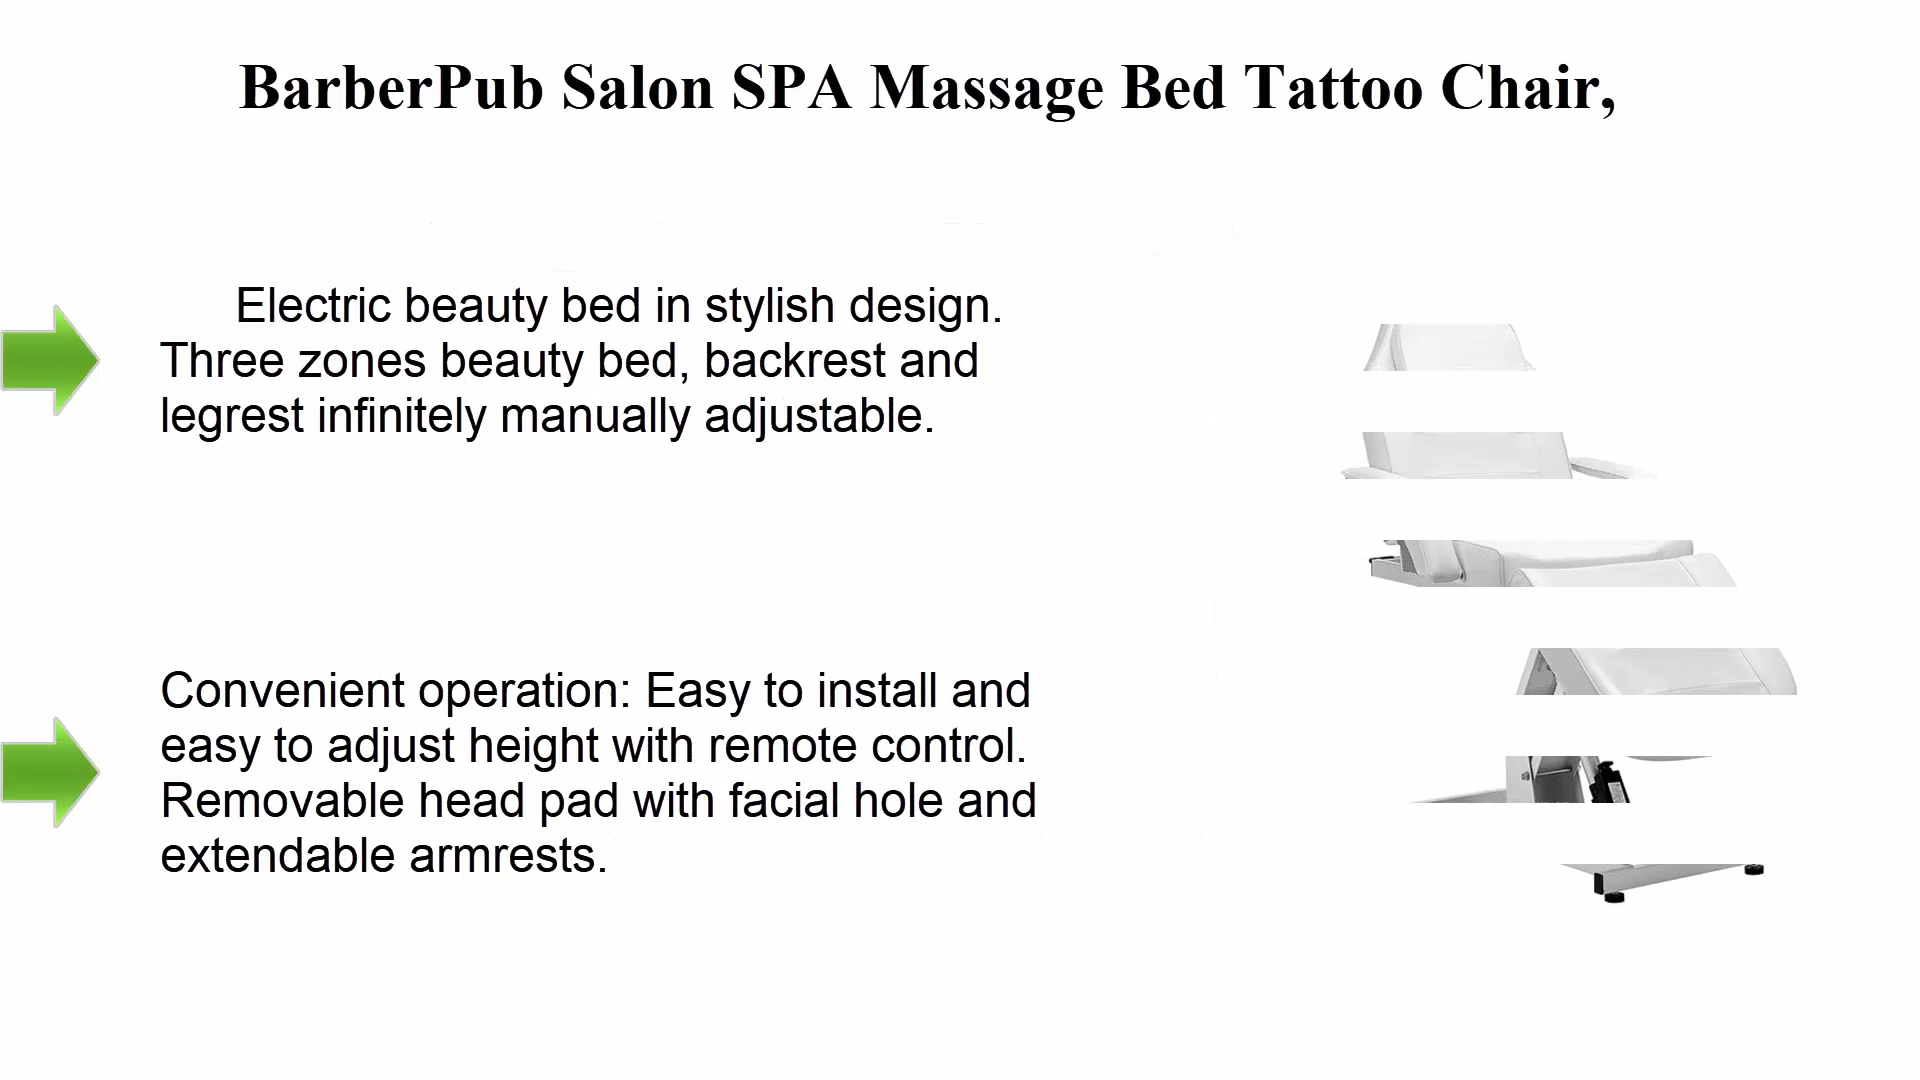 BarberPub Salon SPA Massage Bed Tattoo Chair,
Electric beauty bed in stylish design.
Three zones beauty bed, backrest and
legrest infinitely manually adjustable.
Convenient operation: Easy to install and
easy to adjust height with remote control.
Removable head pad with facial hole and
extendable armrests.